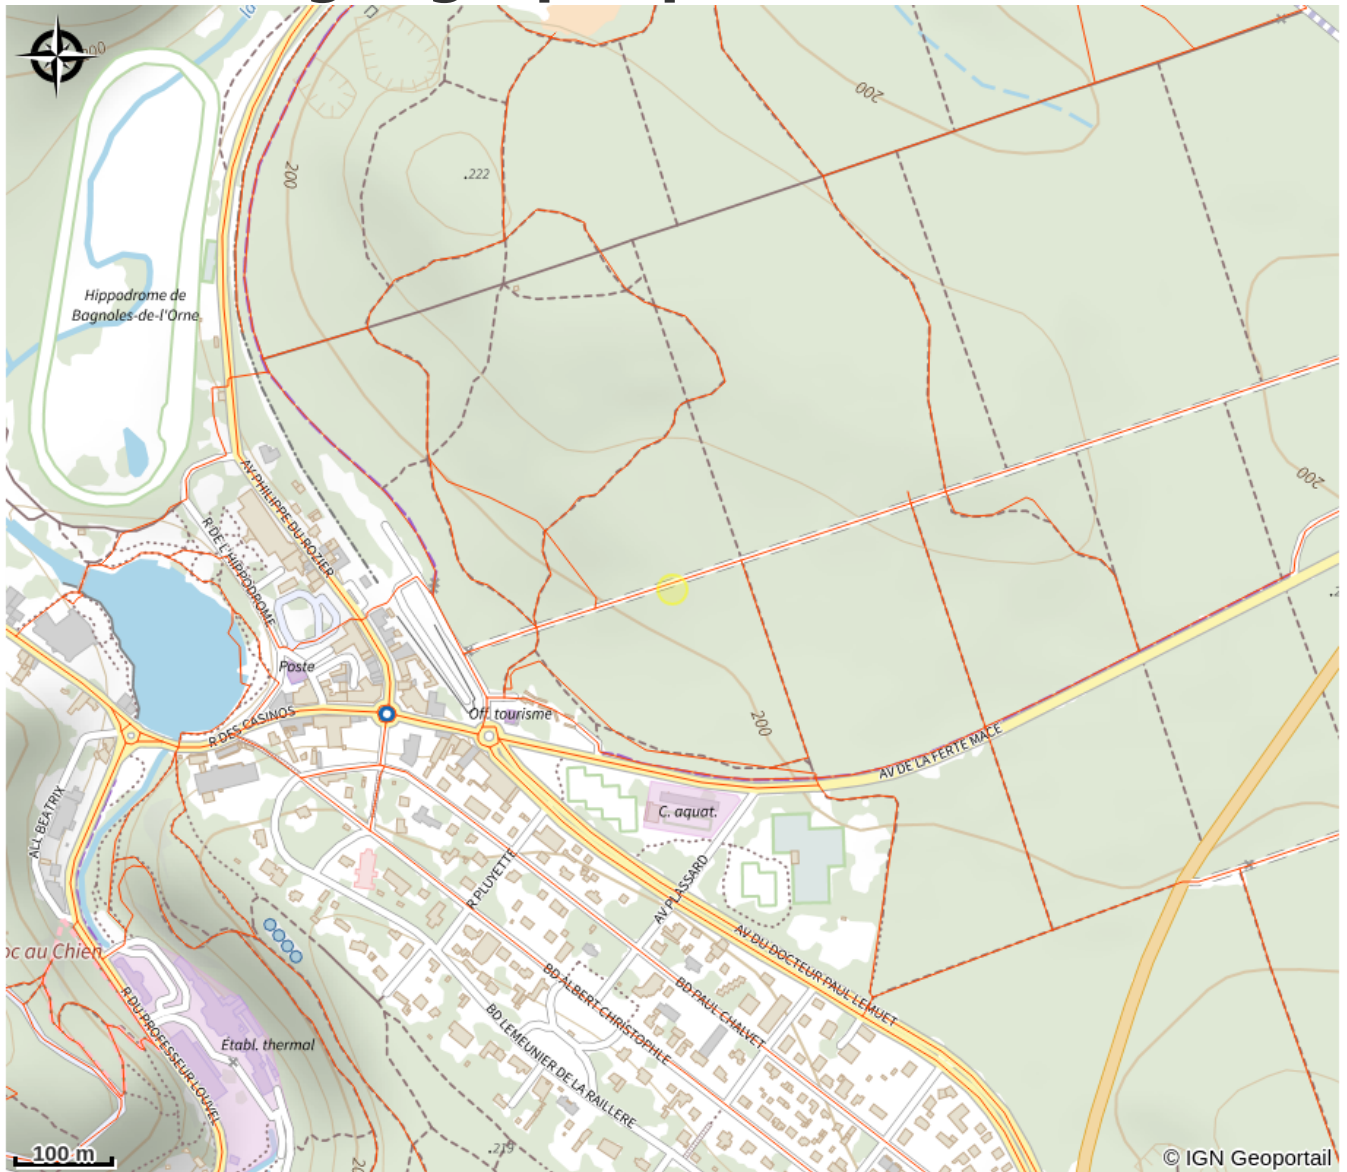 200
200
.222
200
Hippodrome de
Bagnoles-de-l'Orne
AV PHILIPPE DU ROZIER
R DE L'HIPPODROME
200
Poste
R DES CASINOS
Off. tourisme
200
AV DE LA FERTE MACE
ALL BEATRIX
C. aquat.
R PLUYETTE
AV PLASSARD
oc au Chien
AV DU DOCTEUR PAUL LEMUET
BD ALBERT CHRISTOPHLE
BD PAUL CHALVET
R DU PROFESSEUR LOUVEL
BD LEMEUNIER DE LA RAILLERE
Établ. thermal
.219
100 m
© IGN Geoportail